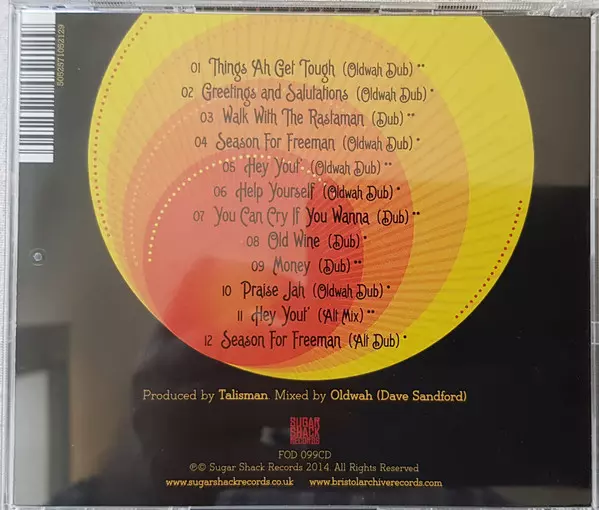 5052571052129
01 Things Ah Get Tough (Oldwah Dub) **
02 Greetings and Salutations (Oldwah Dub) *
03 Walk With The Rastaman (Dub) **
04 Season For Freeman (Oldwah Dub) *
05 Hey Yout' (Oldwah Dub) **
06 Help Yourself (Oldwah Dub) *
07 You Can Cry If You Wanna (Dub) **
08 Old Wine (Dub) *
09 Money (Dub) **
10 Praise Jah (Oldwah Dub) *
11 Hey Yout' (Alt Mix) **
12 Season For Freeman (Alt Dub) *
Produced by Talisman. Mixed by Oldwah (Dave Sandford)
SUGAR
SHACK
RECORDS
FOD 099CD
℗© Sugar Shack Records 2014. All Rights Reserved
www.sugarshackrecords.co.uk www.bristolarchiverecords.com